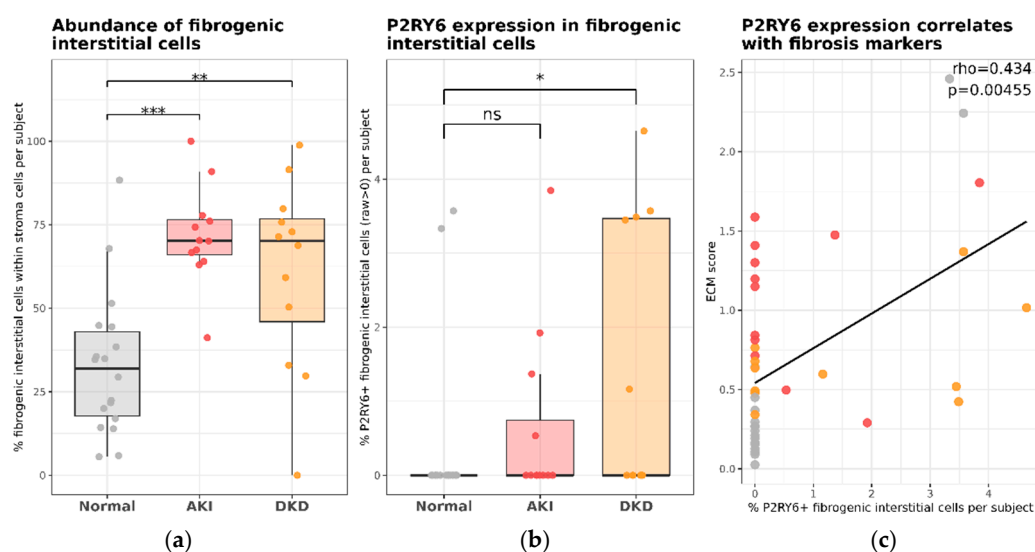 Abundance of fibrogenic
interstitial cells
% fibrogenic interstitial cells within stroma cells per subject
100
75
50
25
0
**
***
Normal
AKI
DKD
(a)
P2RY6 expression in fibrogenic
interstitial cells
% P2RY6+ fibrogenic interstitial cells (raw>0) per subject
4
2
0
*
ns
Normal
AKI
DKD
(b)
P2RY6 expression correlates
with fibrosis markers
rho=0.434
p=0.00455
ECM score
2.5
2.0
1.5
1.0
0.5
0.0
0
1
2
3
4
% P2RY6+ fibrogenic interstitial cells per subject
(c)